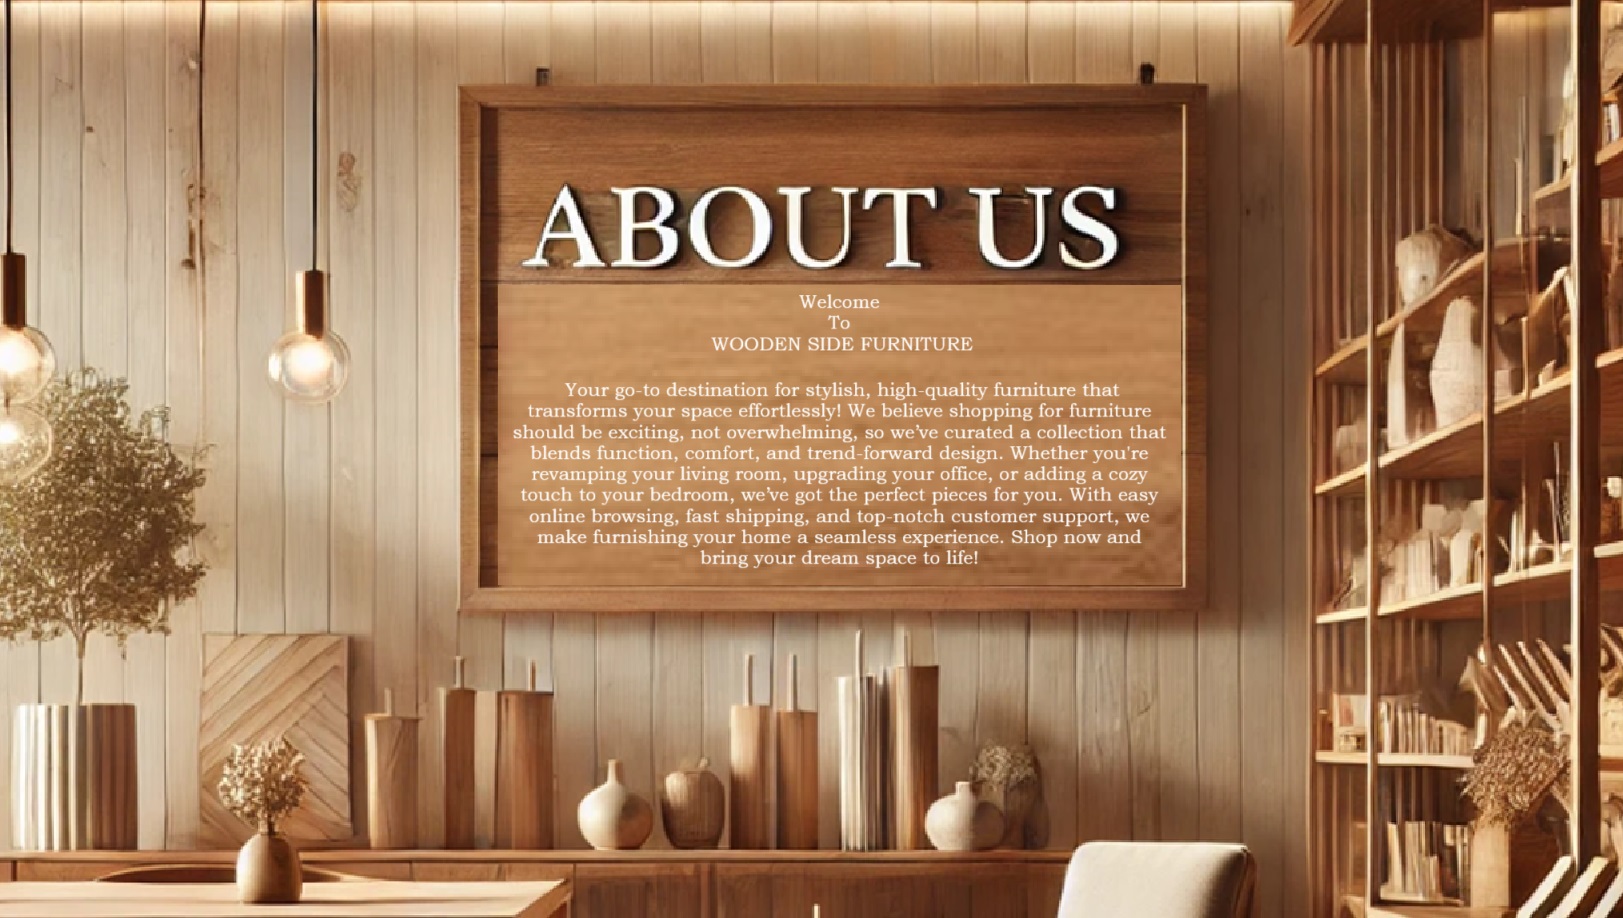 ABOUT US
Welcome
To
WOODEN SIDE FURNITURE
Your go-to destination for stylish, high-quality furniture that
transforms your space effortlessly! We believe shopping for furniture
should be exciting, not overwhelming, so we’ve curated a collection that
blends function, comfort, and trend-forward design. Whether you're
revamping your living room, upgrading your office, or adding a cozy
touch to your bedroom, we’ve got the perfect pieces for you. With easy
online browsing, fast shipping, and top-notch customer support, we
make furnishing your home a seamless experience. Shop now and
bring your dream space to life!